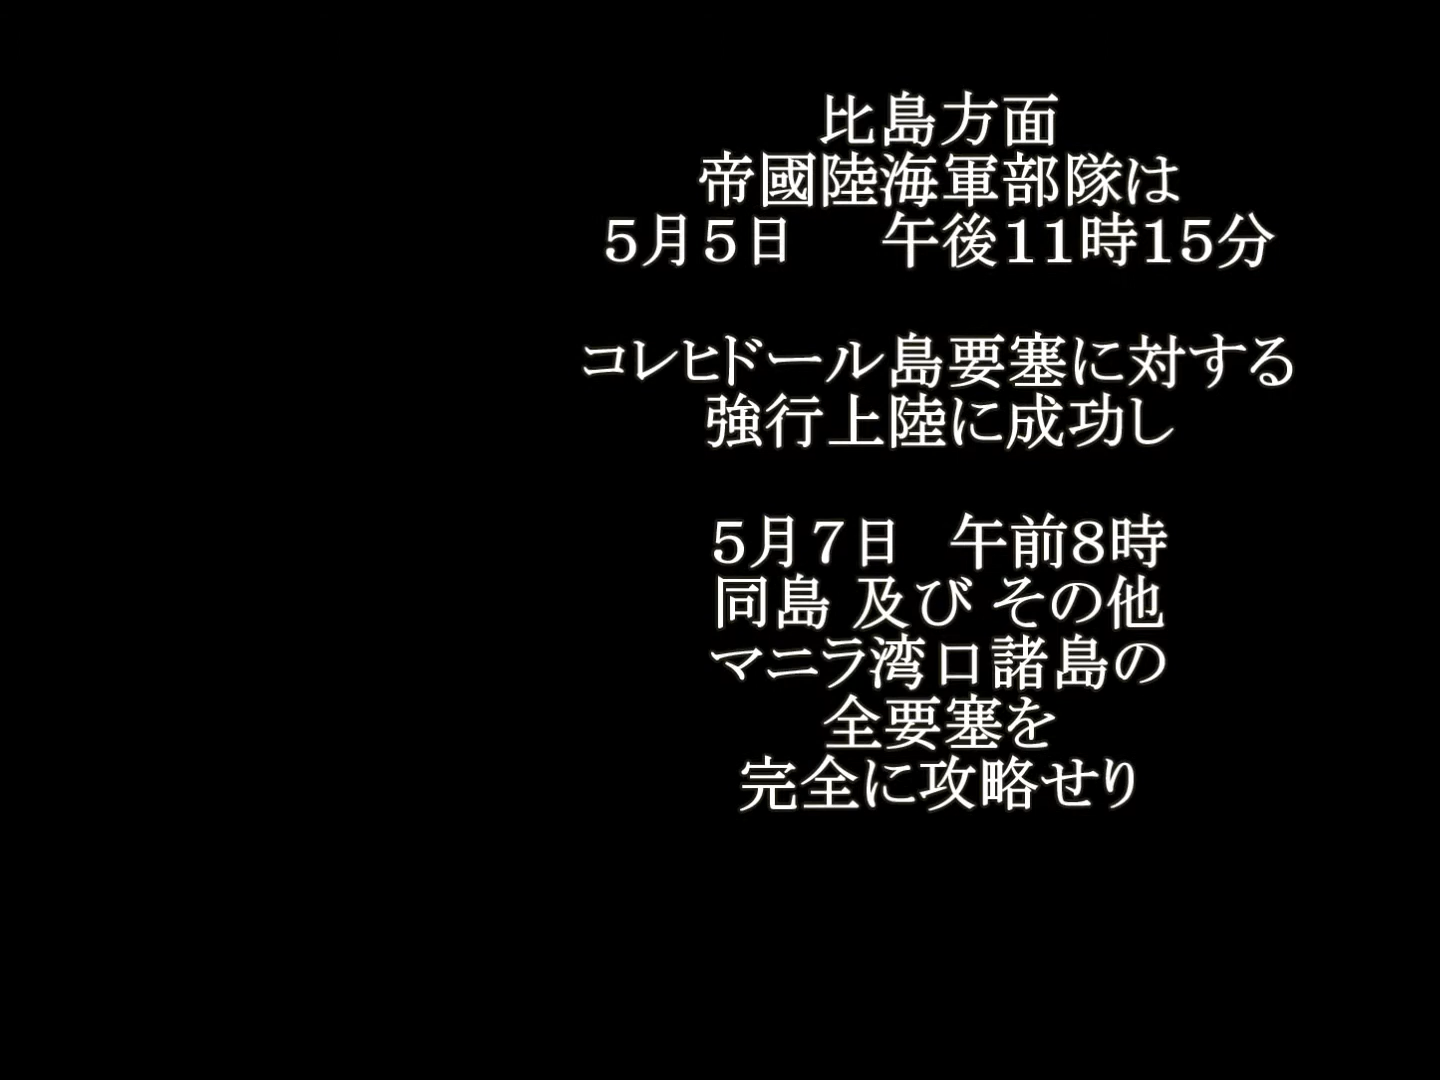 比島方面
帝國陸海軍部隊は
５月５日　午後１１時１５分
コレヒドール島要塞に対する
強行上陸に成功し
５月７日　午前８時
同島 及び その他
マニラ湾口諸島の
全要塞を
完全に攻略せり